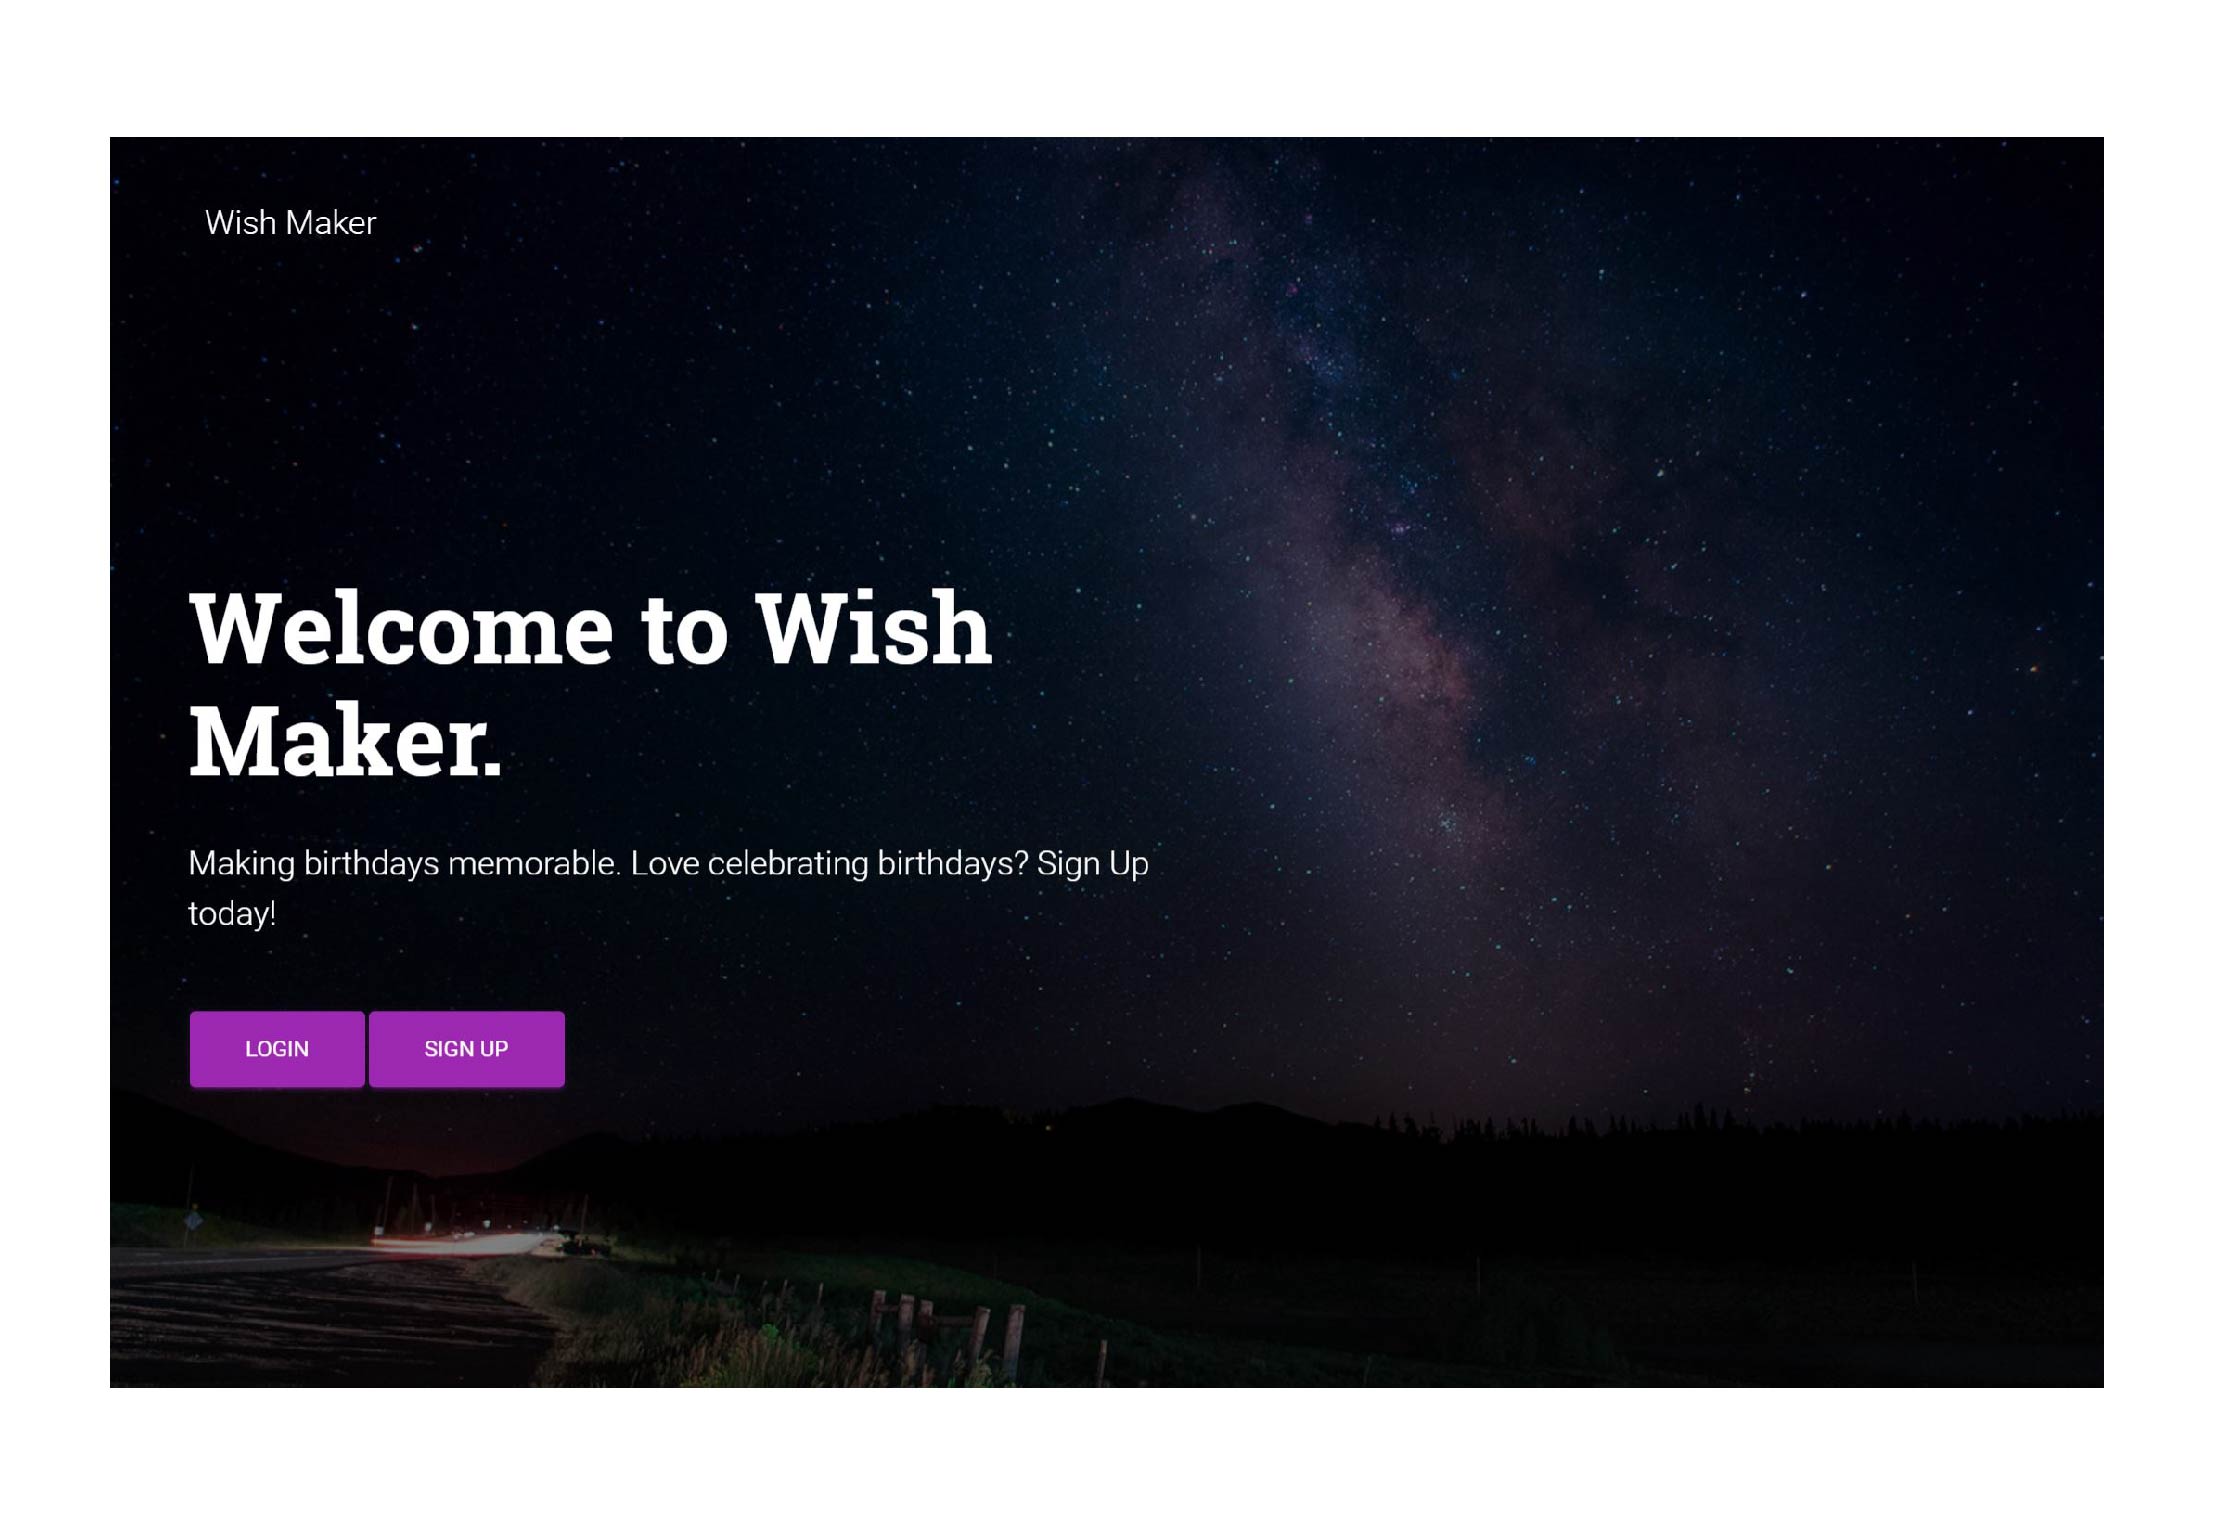 Wish Maker
Welcome to Wish
Maker.
Making birthdays memorable. Love celebrating birthdays? Sign Up
today!
LOGIN
SIGN UP